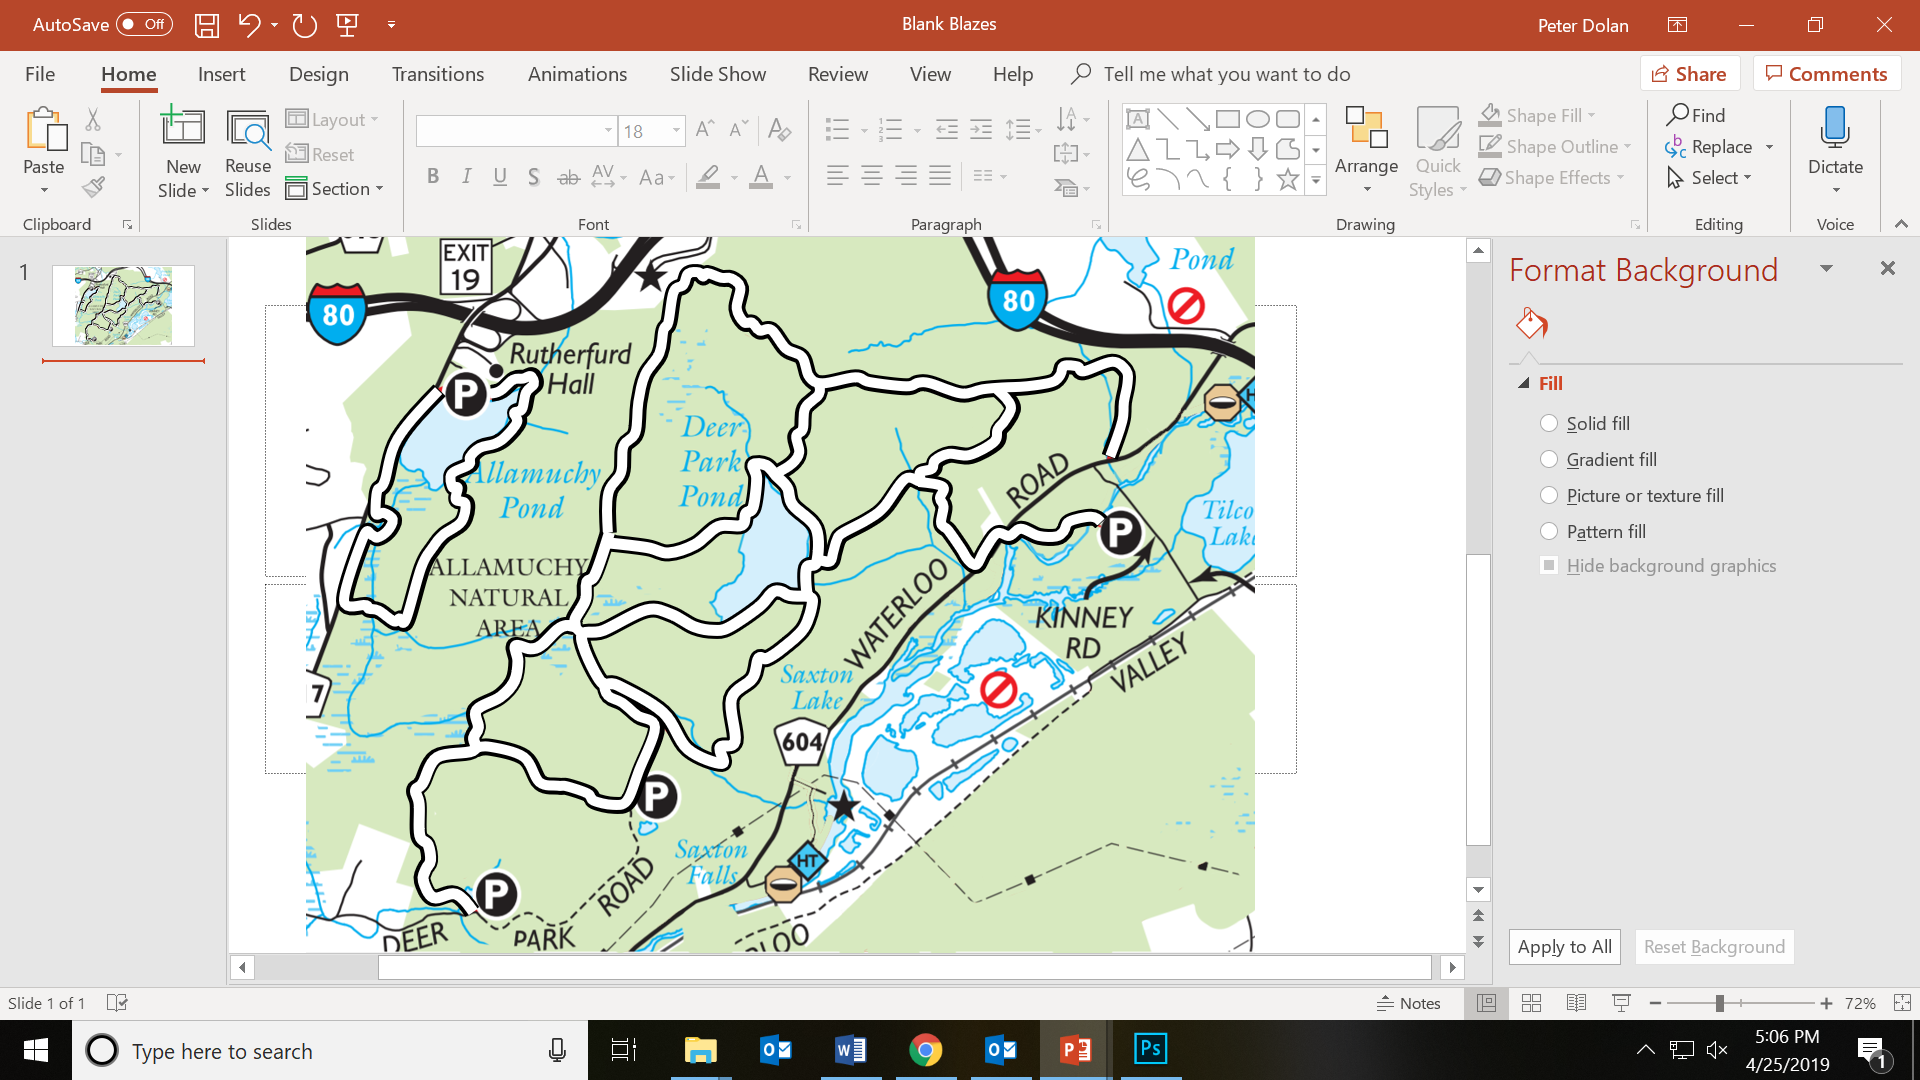 AutoSave Off
Blank Blazes
Peter Dolan
File Home Insert Design Transitions Animations Slide Show Review View Help Tell me what you want to do
Share Comments
Paste
New Slide
Reuse Slides
Layout
Reset
Section
18
B I U S ab AV Aa
A
Arrange
Quick Styles
Shape Fill
Shape Outline
Shape Effects
Find
Replace
Select
Dictate
Clipboard Slides Font Paragraph Drawing Editing Voice
1
EXIT
19
80
80
Pond
Rutherfurd
Hall
P
Deer
Park
Pond
Allamuchy
Pond
ROAD
P
Tilco
Lake
ALLAMUCHY
NATURAL
AREA
WATERLOO
KINNEY
RD
VALLEY
7
Saxton
Lake
604
P
Saxton
Falls
HT
P
ROAD
DEER PARK
Format Background
Fill
Solid fill
Gradient fill
Picture or texture fill
Pattern fill
Hide background graphics
Apply to All
Reset Background
Slide 1 of 1
Notes
72%
Type here to search
Ps
5:06 PM
4/25/2019
1